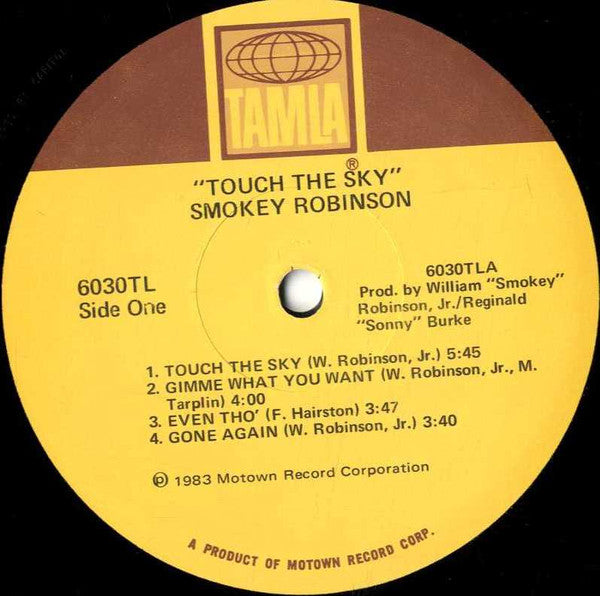 TAMLA
®
"TOUCH THE SKY"
SMOKEY ROBINSON
6030TL
Side One
6030TLA
Prod. by William "Smokey"
Robinson, Jr./Reginald
"Sonny" Burke
1. TOUCH THE SKY (W. Robinson, Jr.) 5:45
2. GIMME WHAT YOU WANT (W. Robinson, Jr., M.
Tarplin) 4:00
3. EVEN THO' (F. Hairston) 3:47
4. GONE AGAIN (W. Robinson, Jr.) 3:40
℗ 1983 Motown Record Corporation
A PRODUCT OF MOTOWN RECORD CORP.